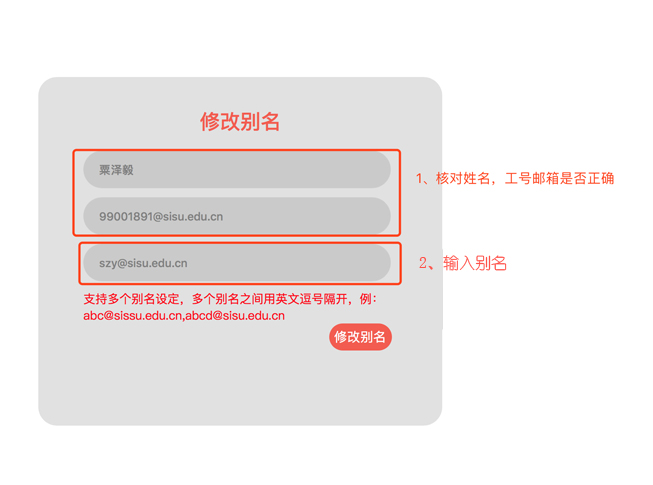 修改别名
粟泽毅
1、核对姓名，工号邮箱是否正确
99001891@sisu.edu.cn
szy@sisu.edu.cn
2、输入别名
支持多个别名设定，多个别名之间用英文逗号隔开，例：
abc@sissu.edu.cn,abcd@sisu.edu.cn
修改别名